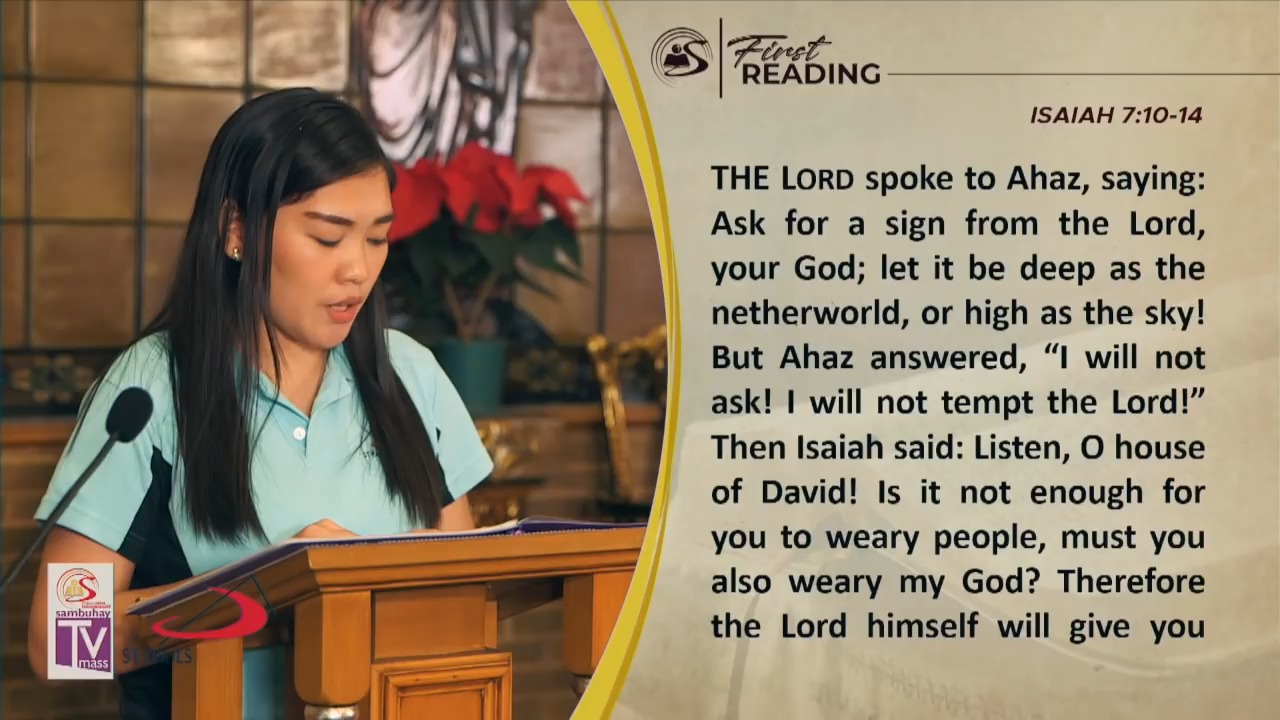 First
READING
ISAIAH 7:10-14
THE LORD spoke to Ahaz, saying:
Ask for a sign from the Lord,
your God; let it be deep as the
netherworld, or high as the sky!
But Ahaz answered, “I will not
ask! I will not tempt the Lord!”
Then Isaiah said: Listen, O house
of David! Is it not enough for
you to weary people, must you
also weary my God? Therefore
the Lord himself will give you
sambuhay
TV
mass